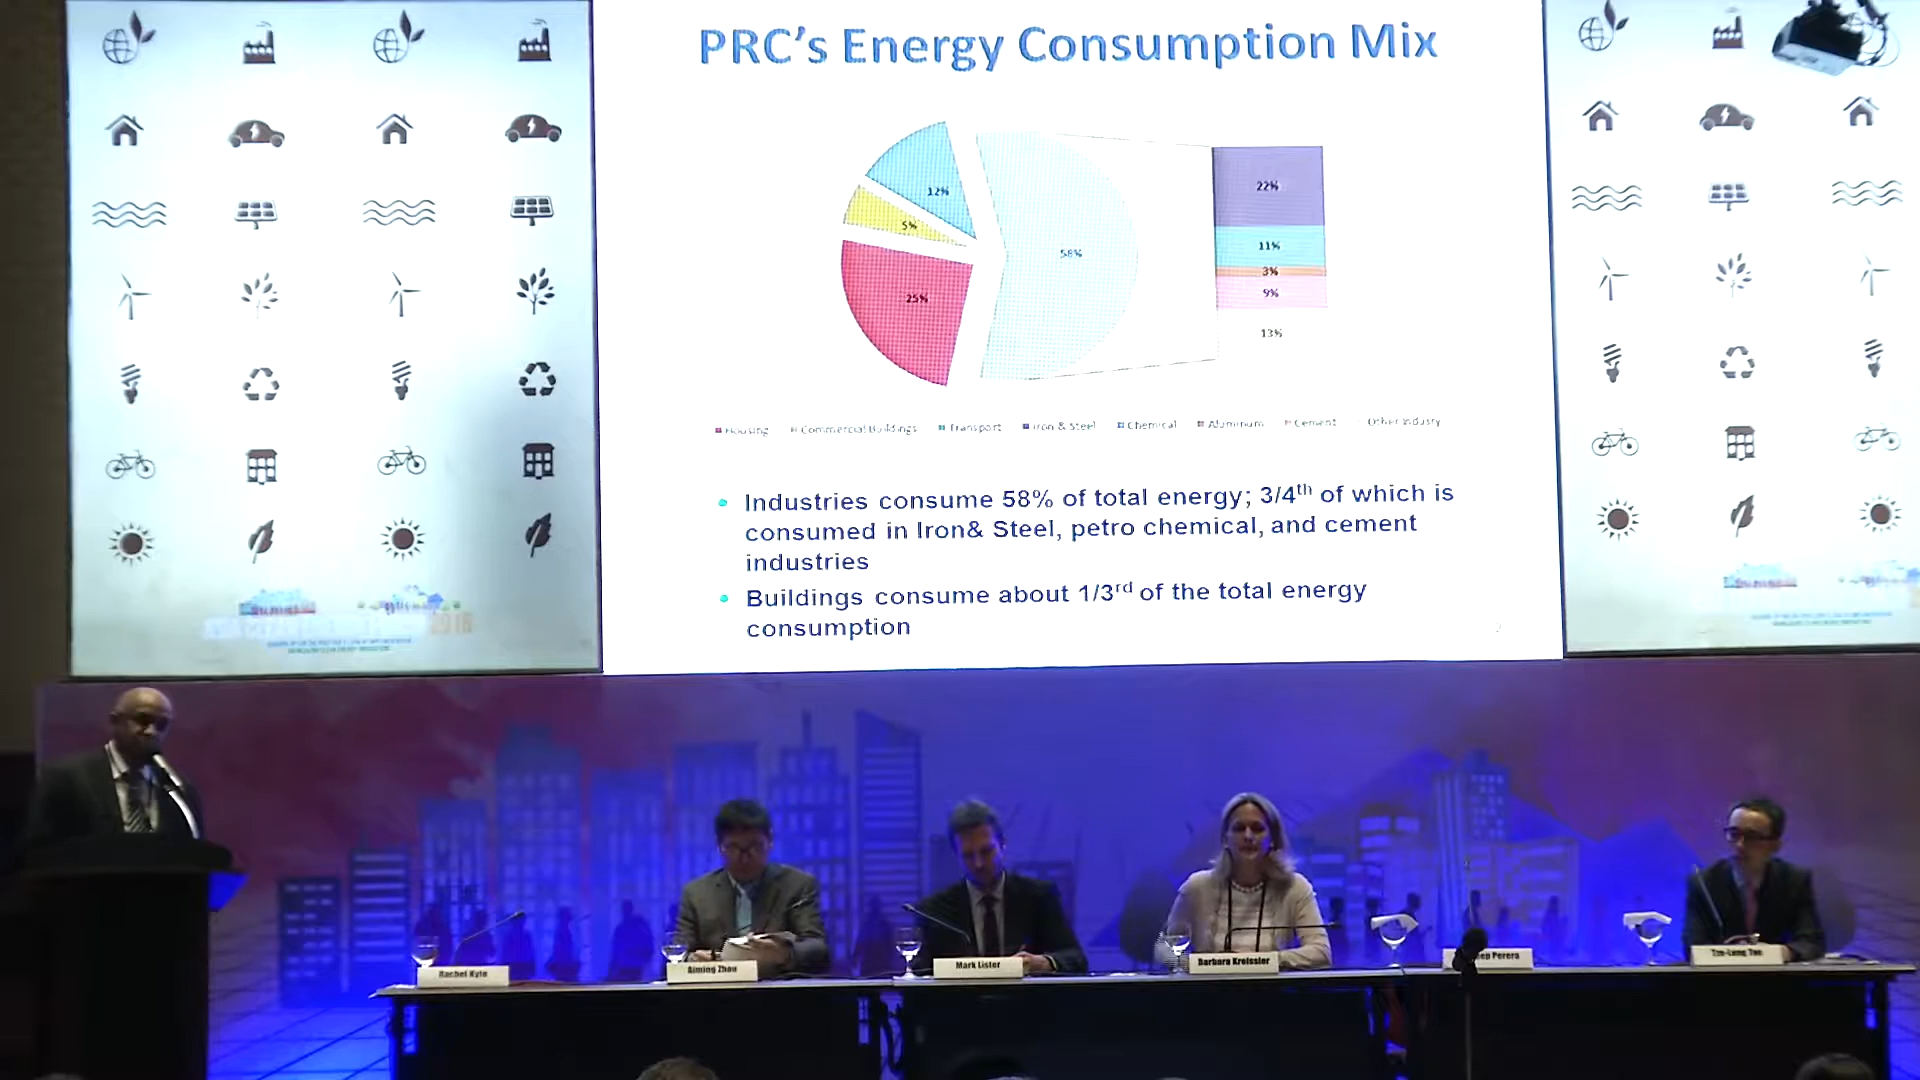 PRC's Energy Consumption Mix
12%
5%
58%
25%
22%
11%
3%
9%
13%
Housing Commercial Buildings Transport Iron & Steel Chemical Aluminum Cement Other Industry
• Industries consume 58% of total energy; 3/4th of which is
consumed in Iron& Steel, petro chemical, and cement
industries
• Buildings consume about 1/3rd of the total energy
consumption
2016
Rachel Kyte
Aiming Zhou
Mark Lister
Barbara Kreissler
Perera